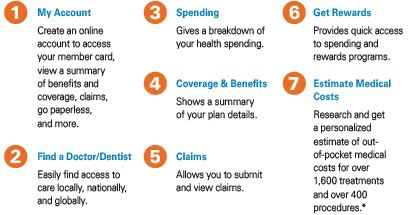 1
My Account
Create an online
account to access
your member card,
view a summary
of benefits and
coverage, claims,
go paperless,
and more.
2
Find a Doctor/Dentist
Easily find access to
care locally, nationally,
and globally.
3
Spending
Gives a breakdown of
your health spending.
4
Coverage & Benefits
Shows a summary
of your plan details.
5
Claims
Allows you to submit
and view claims.
6
Get Rewards
Provides quick access
to spending and
rewards programs.
7
Estimate Medical
Costs
Research and get
a personalized
estimate of out-
of-pocket medical
costs for over
1,600 treatments
and over 400
procedures.*